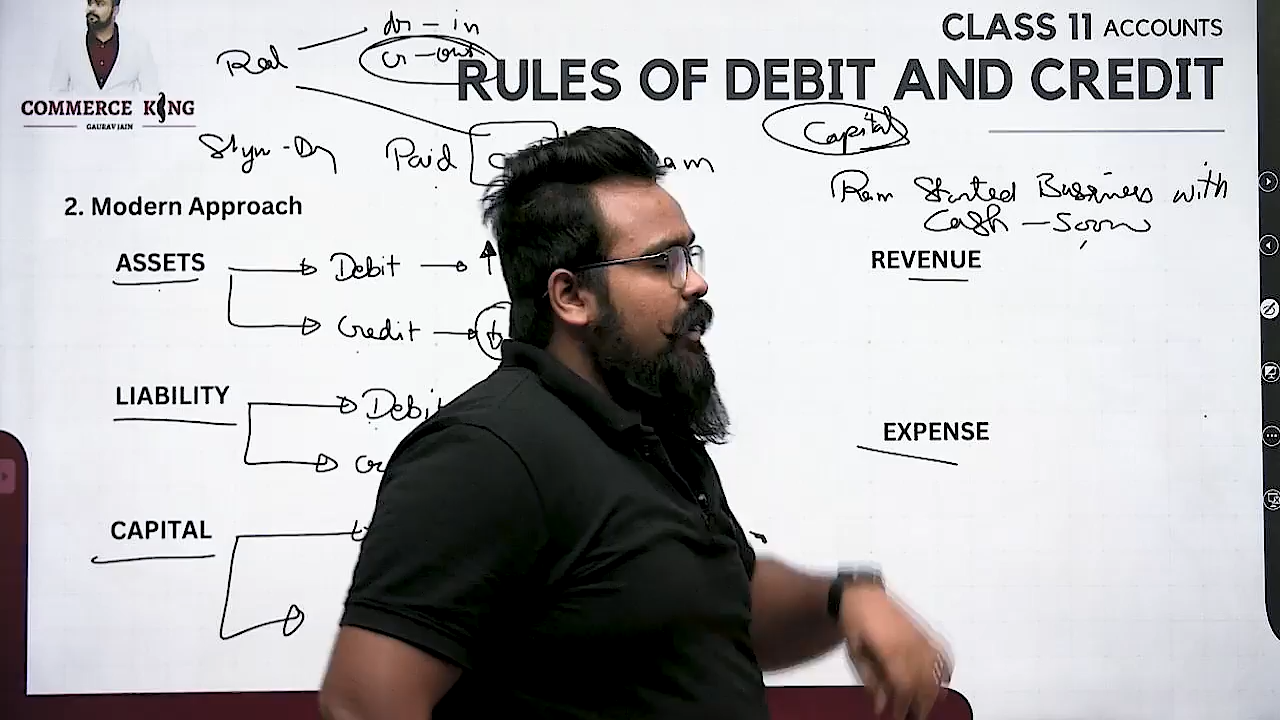 CLASS 11 ACCOUNTS
RULES OF DEBIT AND CREDIT
COMMERCE KING
GAURAV JAIN
Real
dr - in
cr - out
Paid
Capital
Ram Started Business with
Cash -
2. Modern Approach
ASSETS
Debit
Credit
LIABILITY
Debit
CAPITAL
REVENUE
EXPENSE